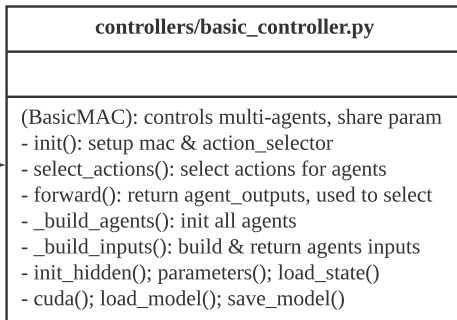 controllers/basic_controller.py
(BasicMAC): controls multi-agents, share param
- init(): setup mac & action_selector
- select_actions(): select actions for agents
- forward(): return agent_outputs, used to select
- _build_agents(): init all agents
- _build_inputs(): build & return agents inputs
- init_hidden(); parameters(); load_state()
- cuda(); load_model(); save_model()